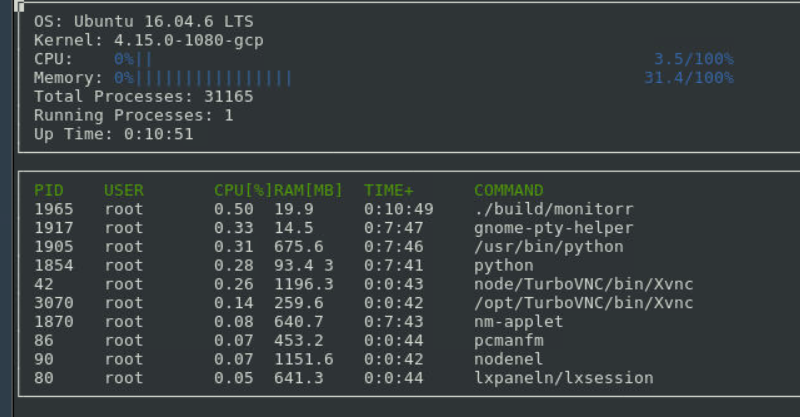 OS: Ubuntu 16.04.6 LTS
Kernel: 4.15.0-1080-gcp
CPU: 0%|| 3.5/100%
Memory: 0%|||||||||||||||| 31.4/100%
Total Processes: 31165
Running Processes: 1
Up Time: 0:10:51
PID USER CPU[%]RAM[MB] TIME+ COMMAND
1965 root 0.50 19.9 0:10:49 ./build/monitorr
1917 root 0.33 14.5 0:7:47 gnome-pty-helper
1905 root 0.31 675.6 0:7:46 /usr/bin/python
1854 root 0.28 93.4 3 0:7:41 python
42 root 0.26 1196.3 0:0:43 node/TurboVNC/bin/Xvnc
3070 root 0.14 259.6 0:0:42 /opt/TurboVNC/bin/Xvnc
1870 root 0.08 640.7 0:7:43 nm-applet
86 root 0.07 453.2 0:0:44 pcmanfm
90 root 0.07 1151.6 0:0:42 nodenel
80 root 0.05 641.3 0:0:44 lxpaneln/lxsession